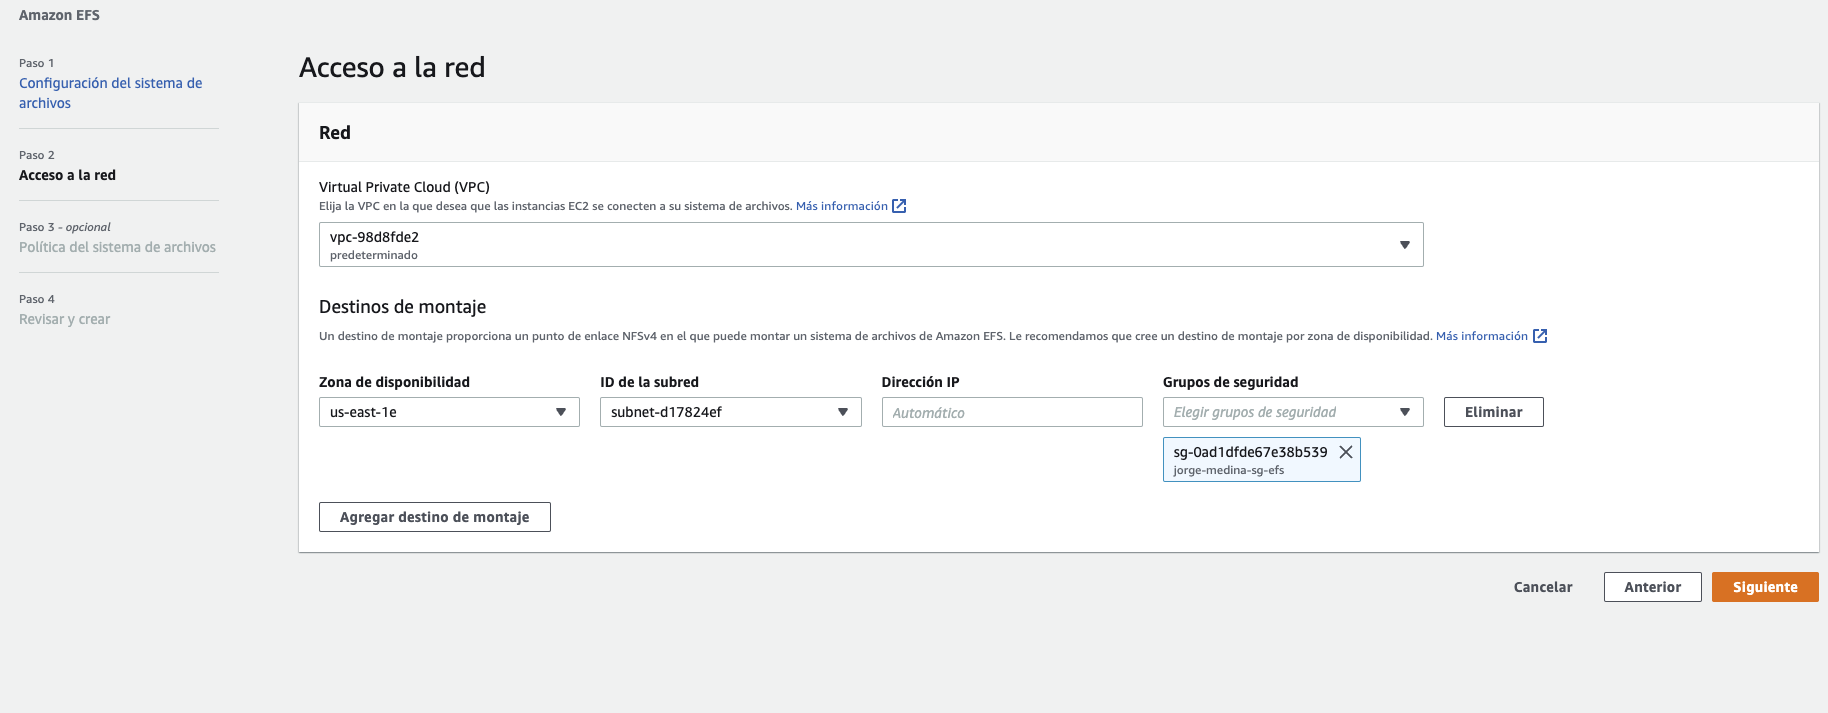 Amazon EFS
Paso 1
Configuración del sistema de
archivos
Paso 2
Acceso a la red
Paso 3 - opcional
Política del sistema de archivos
Paso 4
Revisar y crear
Acceso a la red
Red
Virtual Private Cloud (VPC)
Elija la VPC en la que desea que las instancias EC2 se conecten a su sistema de archivos. Más información
vpc-98d8fde2
predeterminado
Destinos de montaje
Un destino de montaje proporciona un punto de enlace NFSv4 en el que puede montar un sistema de archivos de Amazon EFS. Le recomendamos que cree un destino de montaje por zona de disponibilidad. Más información
Zona de disponibilidad ID de la subred Dirección IP Grupos de seguridad
us-east-1e subnet-d17824ef Automático Elegir grupos de seguridad Eliminar
sg-0ad1dfde67e38b539
jorge-medina-sg-efs
Agregar destino de montaje
Cancelar Anterior Siguiente